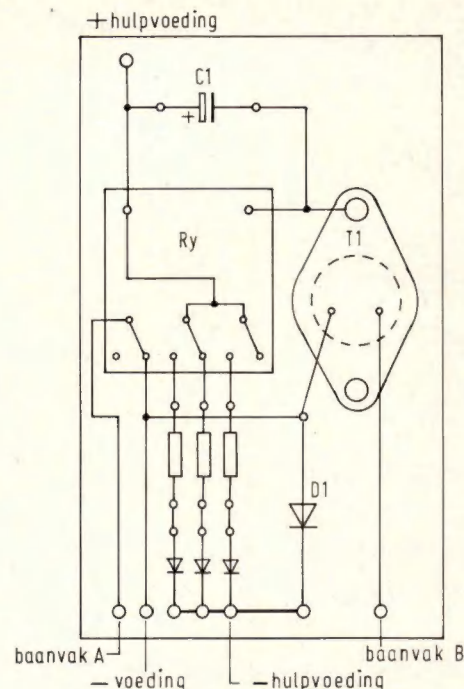 +hulpvoeding
C1
+
Ry
T1
D1
baanvak A
baanvak B
– voeding
– hulpvoeding